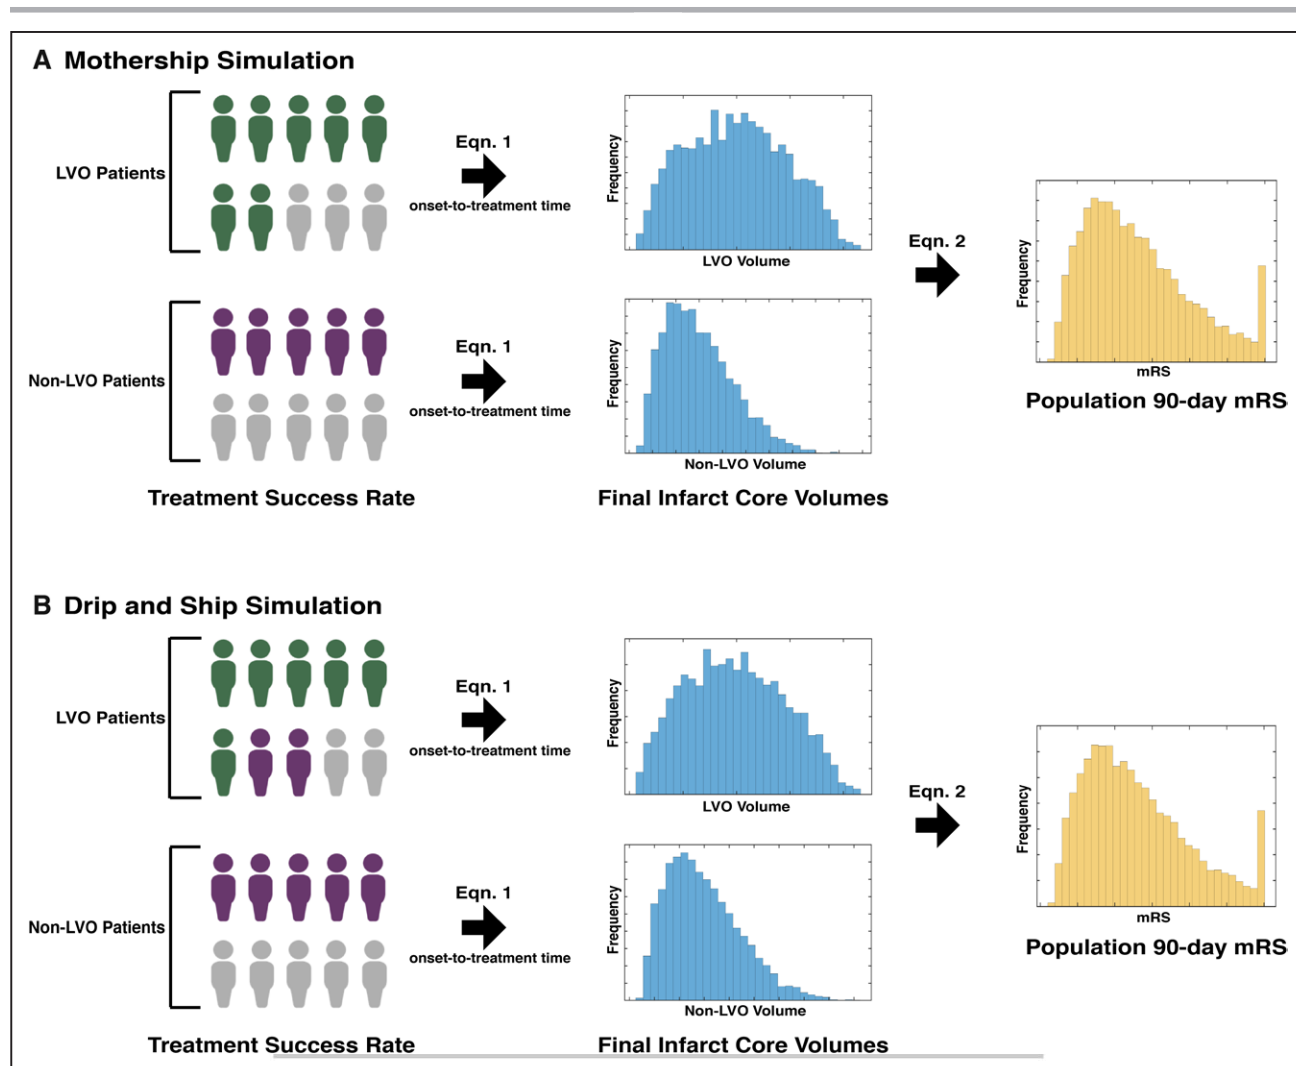 A Mothership Simulation
LVO Patients
Eqn. 1
onset-to-treatment time
Frequency
LVO Volume
Non-LVO Patients
Eqn. 1
onset-to-treatment time
Frequency
Non-LVO Volume
Eqn. 2
Frequency
mRS
Population 90-day mRS
Treatment Success Rate
Final Infarct Core Volumes
B Drip and Ship Simulation
LVO Patients
Eqn. 1
onset-to-treatment time
Frequency
LVO Volume
Non-LVO Patients
Eqn. 1
onset-to-treatment time
Frequency
Non-LVO Volume
Eqn. 2
Frequency
mRS
Population 90-day mRS
Treatment Success Rate
Final Infarct Core Volumes